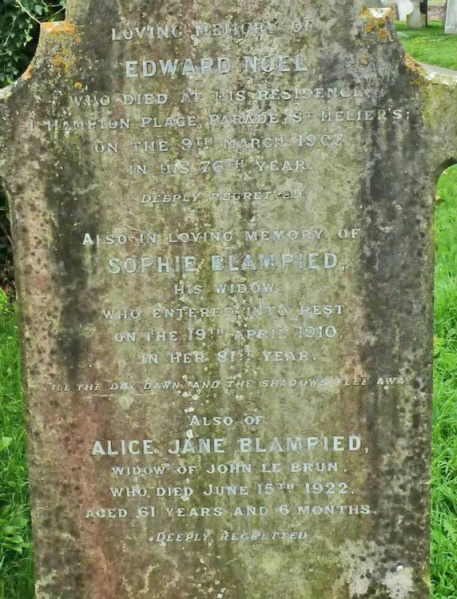 LOVING MEMORY OF
EDWARD NOEL
WHO DIED AT HIS RESIDENCE,
1 HAMPTON PLACE, PARADE, ST HELIER'S;
ON THE 9TH MARCH
IN HIS 76TH YEAR.
DEEPLY REGRETTED
ALSO IN LOVING MEMORY OF
SOPHIE BLAMPIED,
HIS WIDOW
WHO ENTERED INTO REST
ON THE 19TH APRIL 1910,
IN HER 81ST YEAR.
TILL THE DAY DAWN AND THE SHADOWS FLEE AWAY
ALSO OF
ALICE JANE BLAMPIED,
WIDOW OF JOHN LE BRUN,
WHO DIED JUNE 15TH 1922,
AGED 61 YEARS AND 6 MONTHS.
DEEPLY REGRETTED